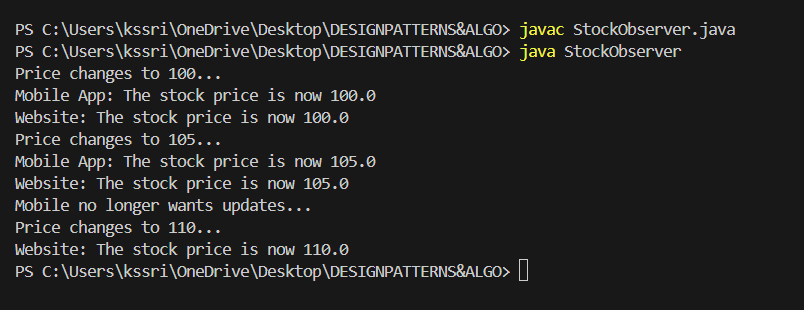 PS C:\Users\kssri\OneDrive\Desktop\DESIGNPATTERNS&ALGO> javac StockObserver.java
PS C:\Users\kssri\OneDrive\Desktop\DESIGNPATTERNS&ALGO> java StockObserver
Price changes to 100...
Mobile App: The stock price is now 100.0
Website: The stock price is now 100.0
Price changes to 105...
Mobile App: The stock price is now 105.0
Website: The stock price is now 105.0
Mobile no longer wants updates...
Price changes to 110...
Website: The stock price is now 110.0
PS C:\Users\kssri\OneDrive\Desktop\DESIGNPATTERNS&ALGO>